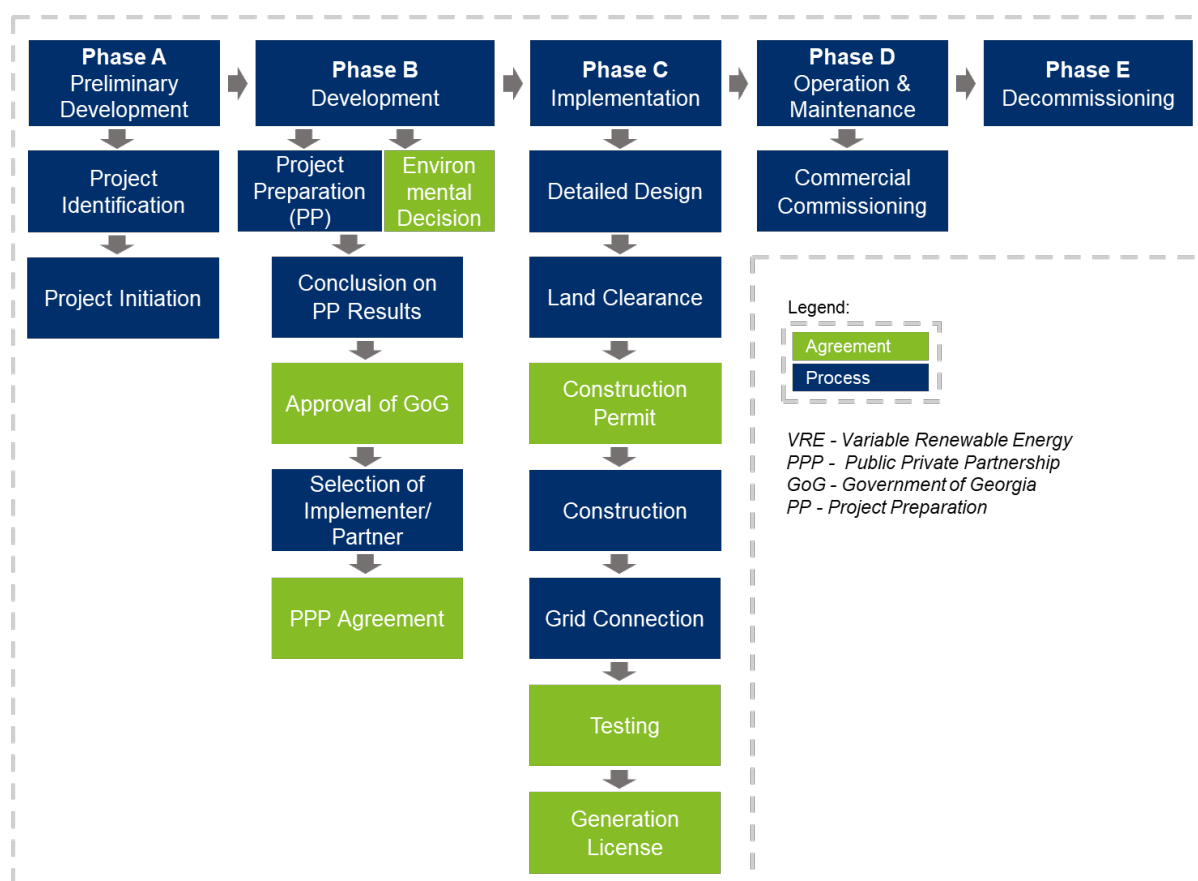 Phase A
Preliminary
Development
Phase B
Development
Phase C
Implementation
Phase D
Operation &
Maintenance
Phase E
Decommissioning
Project
Identification
Project Initiation
Project
Preparation
(PP)
Environ
mental
Decision
Conclusion on
PP Results
Approval of GoG
Selection of
Implementer/
Partner
PPP Agreement
Detailed Design
Land Clearance
Construction
Permit
Construction
Grid Connection
Testing
Generation
License
Commercial
Commissioning
Legend:
Agreement
Process
VRE - Variable Renewable Energy
PPP - Public Private Partnership
GoG - Government of Georgia
PP - Project Preparation